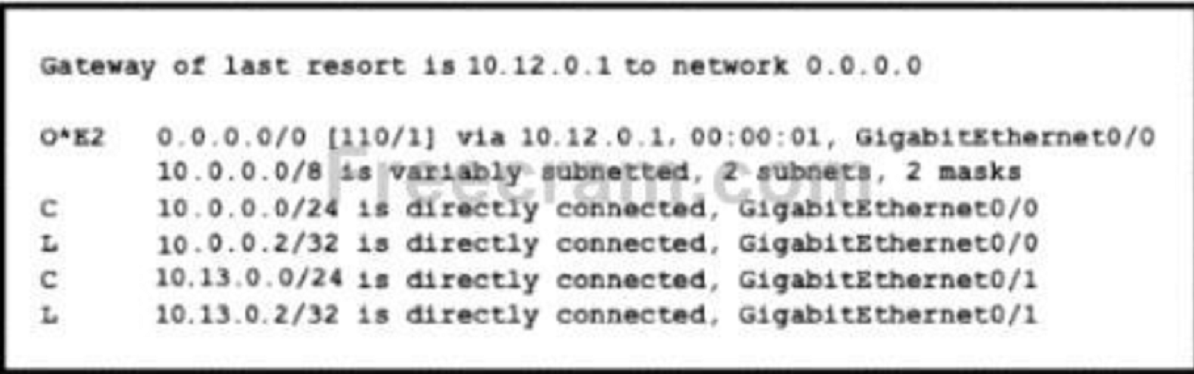 Gateway of last resort is 10.12.0.1 to network 0.0.0.0
O*E2 0.0.0.0/0 [110/1] via 10.12.0.1, 00:00:01, GigabitEthernet0/0
10.0.0.0/8 is variably subnetted, 2 subnets, 2 masks
C 10.0.0.0/24 is directly connected, GigabitEthernet0/0
L 10.0.0.2/32 is directly connected, GigabitEthernet0/0
C 10.13.0.0/24 is directly connected, GigabitEthernet0/1
L 10.13.0.2/32 is directly connected, GigabitEthernet0/1
Freecram.com